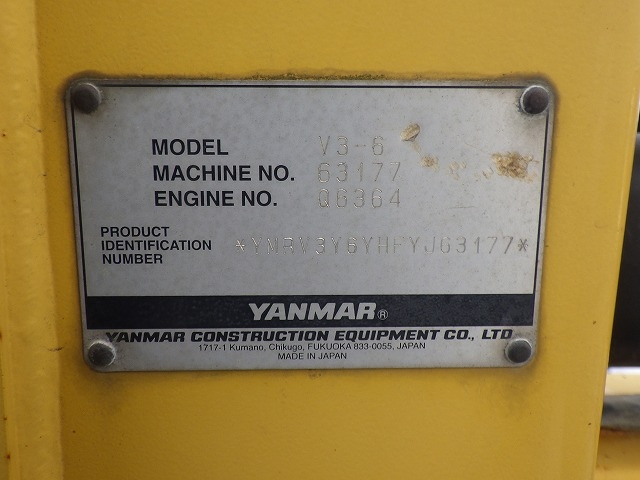 MODEL V3-6
MACHINE NO. 63177
ENGINE NO. Q6364
PRODUCT
IDENTIFICATION
NUMBER
YANMAR®
YANMAR CONSTRUCTION EQUIPMENT CO., LTD
1717-1 Kumano, Chikugo, FUKUOKA 833-0055, JAPAN
MADE IN JAPAN